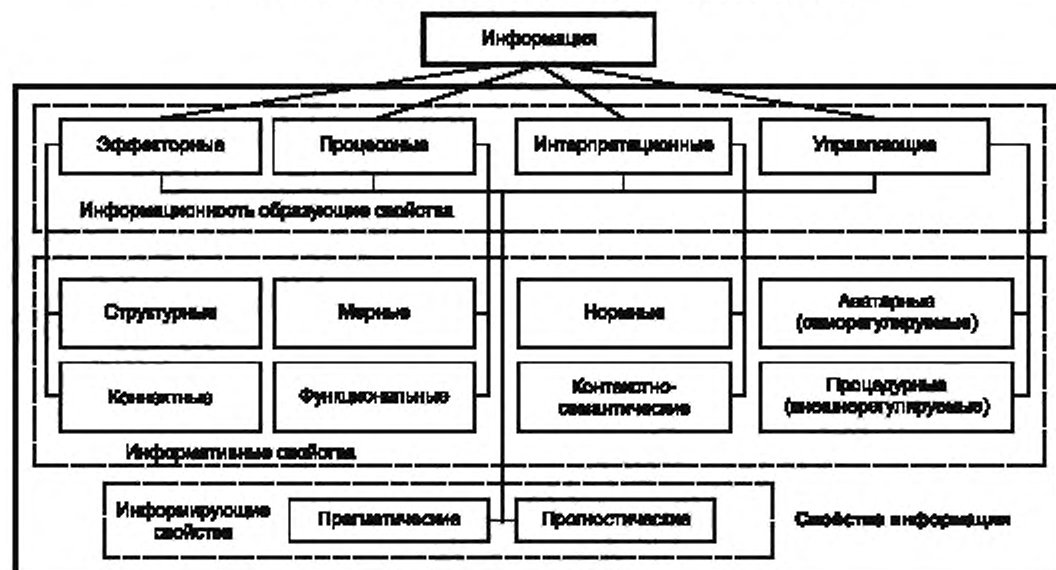 Информация
Эффекторные
Процессные
Интерпретационные
Управляющие
Информационность образующие свойства
Структурные
Мерные
Нормные
Аватарные
(саморегулируемые)
Коннектные
Функциональные
Контекстно-
семантические
Процедурные
(внешнерегулируемые)
Информативные свойства
Информирующие
свойства
Прагматические
Прогностические
Свойства информации